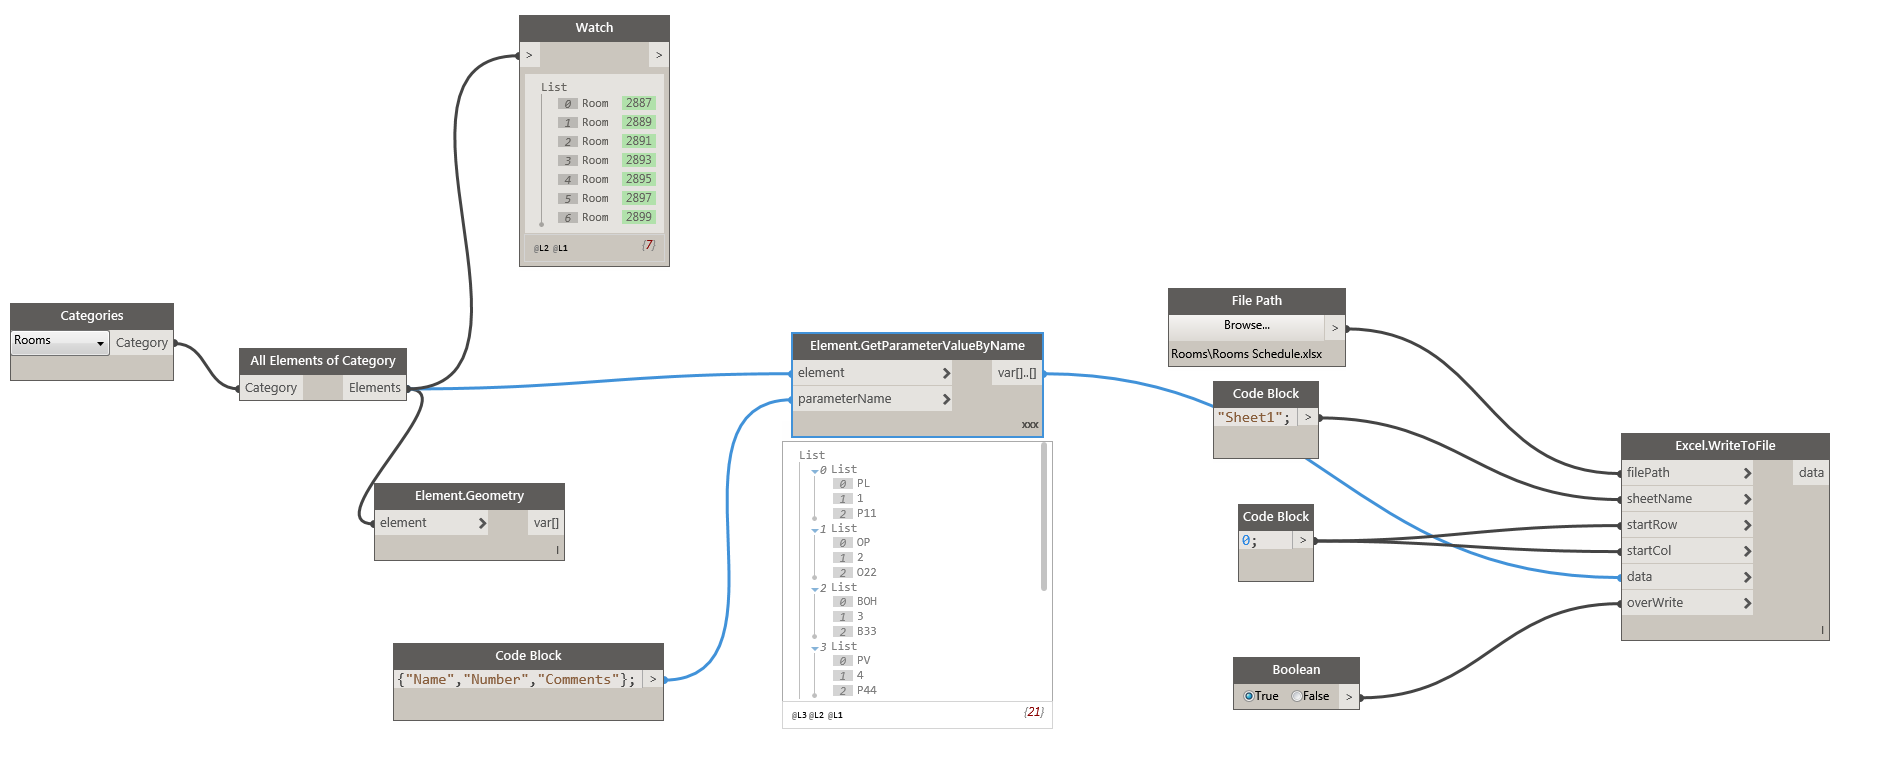 Watch
> >
List
0 Room 2887
1 Room 2889
2 Room 2891
3 Room 2893
4 Room 2895
5 Room 2897
6 Room 2899
@L2 @L1 {7}
Categories
Rooms Category
All Elements of Category
Category Elements
Element.Geometry
element > var[]
l
Code Block
{"Name","Number","Comments"}; >
Element.GetParameterValueByName
element > var[]..[]
parameterName >
xxx
List
0 List
0 PL
1 1
2 P11
1 List
0 OP
1 2
2 O22
2 List
0 BOH
1 3
2 B33
3 List
0 PV
1 4
2 P44
@L3 @L2 @L1 {21}
File Path
Browse... >
Rooms\Rooms Schedule.xlsx
Code Block
"Sheet1"; >
Code Block
0; >
Boolean
True False >
Excel.WriteToFile
filePath > data
sheetName >
startRow >
startCol >
data >
overWrite >
l